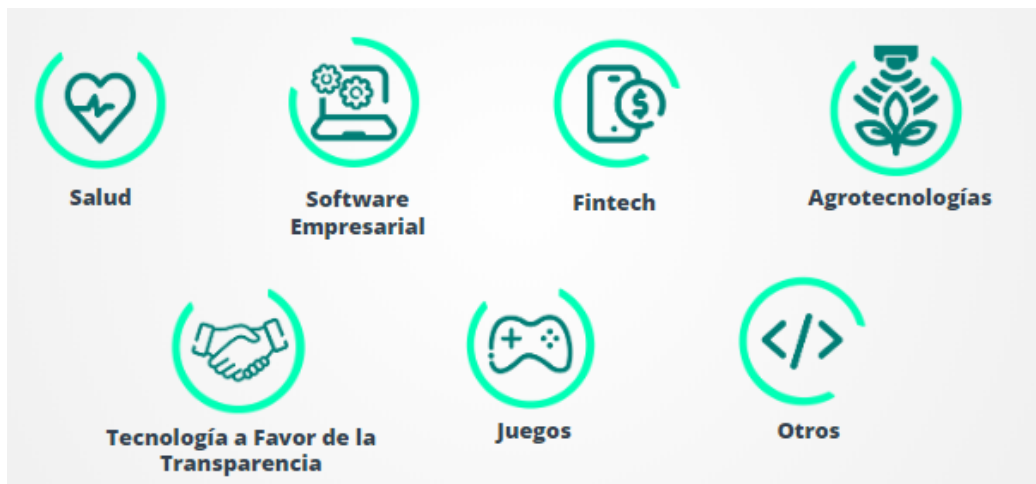 Salud
Software
Empresarial
Fintech
Agrotecnologías
Tecnología a Favor de la
Transparencia
Juegos
Otros